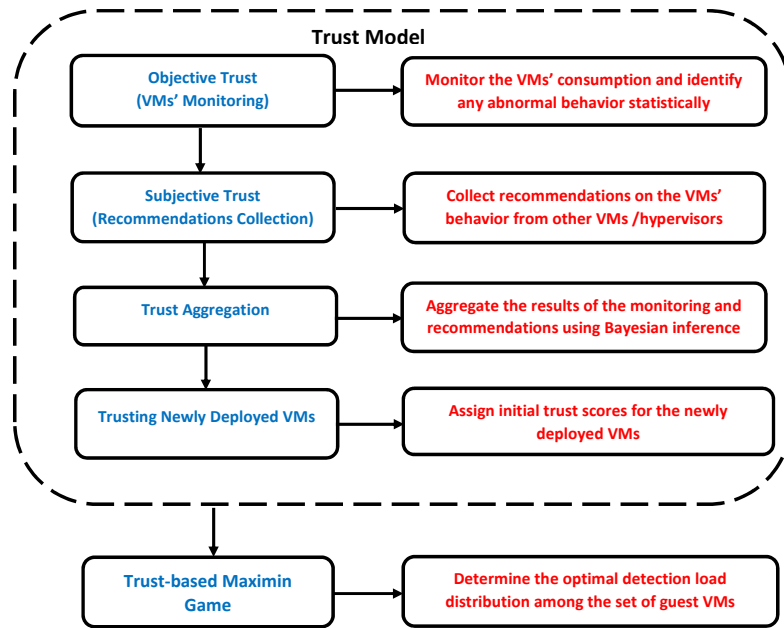 Trust Model
Objective Trust
(VMs’ Monitoring)
Monitor the VMs’ consumption and identify
any abnormal behavior statistically
Subjective Trust
(Recommendations Collection)
Collect recommendations on the VMs’
behavior from other VMs /hypervisors
Trust Aggregation
Aggregate the results of the monitoring and
recommendations using Bayesian inference
Trusting Newly Deployed VMs
Assign initial trust scores for the newly
deployed VMs
Trust-based Maximin
Game
Determine the optimal detection load
distribution among the set of guest VMs